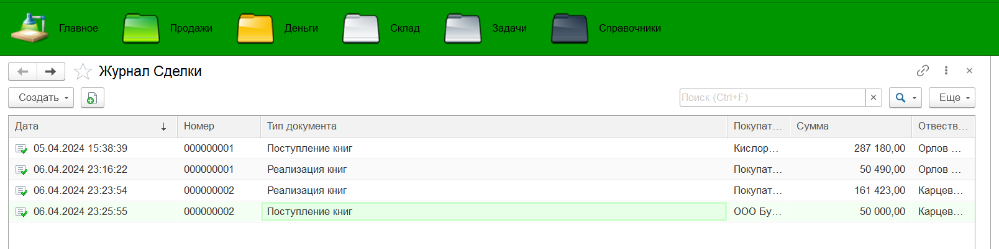 Главное Продажи Деньги Склад Задачи Справочники
Журнал Сделки
Создать Поиск (Ctrl+F) Еще
Дата Номер Тип документа Покупат... Сумма Отвеств...
05.04.2024 15:38:39 000000001 Поступление книг Кислор... 287 180,00 Орлов ...
06.04.2024 23:16:22 000000001 Реализация книг Покупат... 50 490,00 Орлов ...
06.04.2024 23:23:54 000000002 Реализация книг Покупат... 161 423,00 Карцев...
06.04.2024 23:25:55 000000002 Поступление книг ООО Бу... 50 000,00 Карцев...